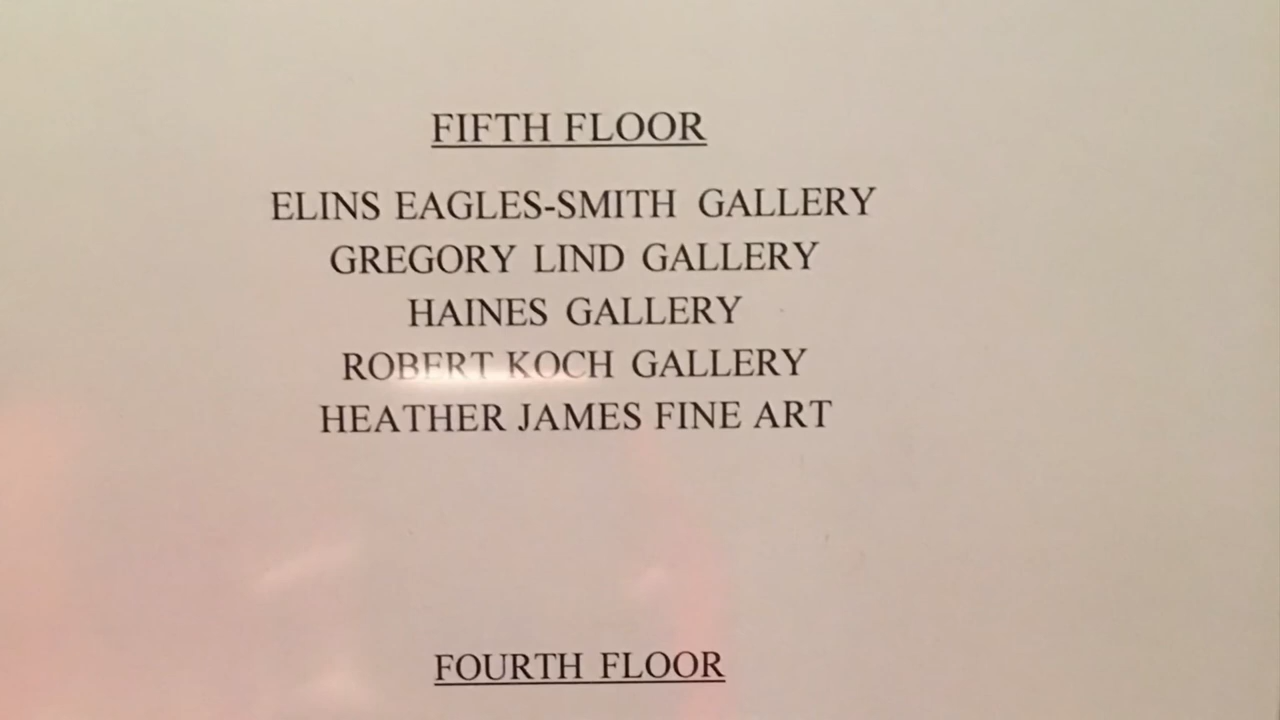 FIFTH FLOOR
ELINS EAGLES-SMITH GALLERY
GREGORY LIND GALLERY
HAINES GALLERY
ROBERT KOCH GALLERY
HEATHER JAMES FINE ART
FOURTH FLOOR